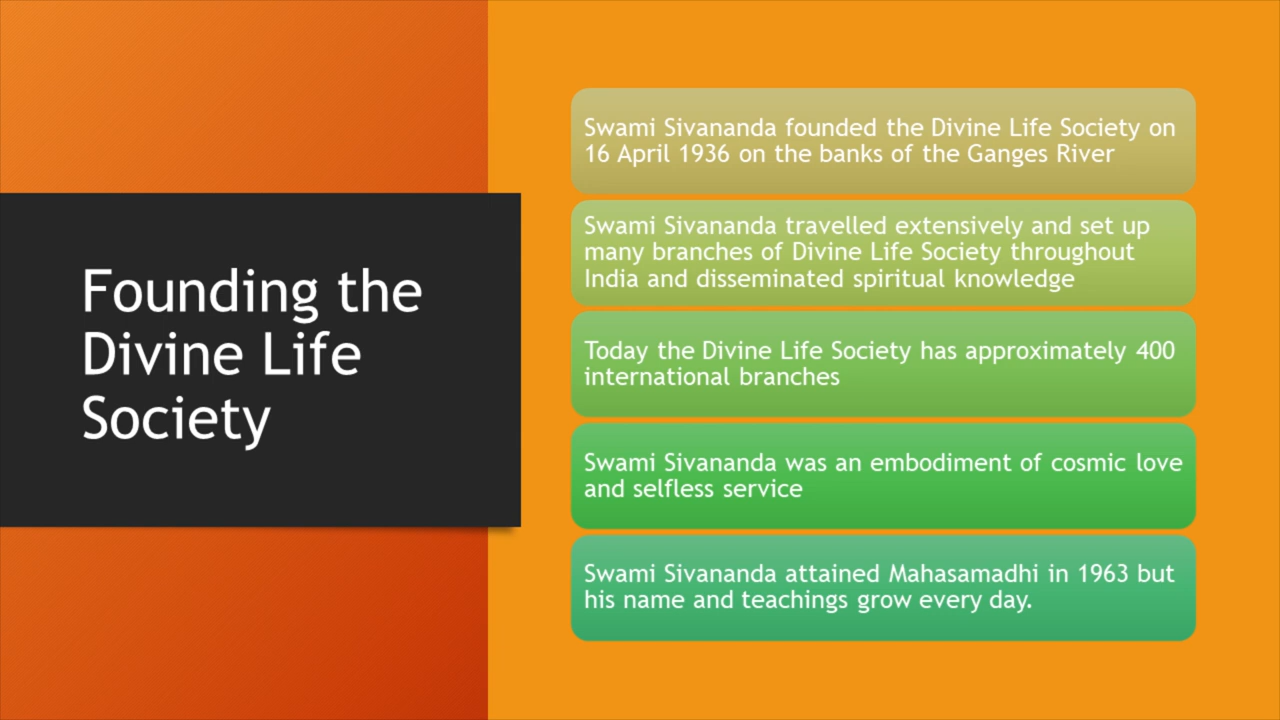 Founding the
Divine Life
Society
Swami Sivananda founded the Divine Life Society on
16 April 1936 on the banks of the Ganges River
Swami Sivananda travelled extensively and set up
many branches of Divine Life Society throughout
India and disseminated spiritual knowledge
Today the Divine Life Society has approximately 400
international branches
Swami Sivananda was an embodiment of cosmic love
and selfless service
Swami Sivananda attained Mahasamadhi in 1963 but
his name and teachings grow every day.